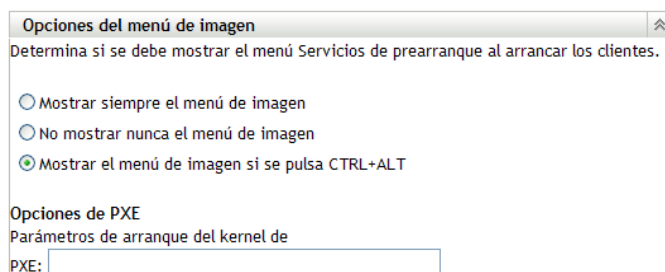 Opciones del menú de imagen
Determina si se debe mostrar el menú Servicios de prearranque al arrancar los clientes.
Mostrar siempre el menú de imagen
No mostrar nunca el menú de imagen
Mostrar el menú de imagen si se pulsa CTRL+ALT
Opciones de PXE
Parámetros de arranque del kernel de
PXE: